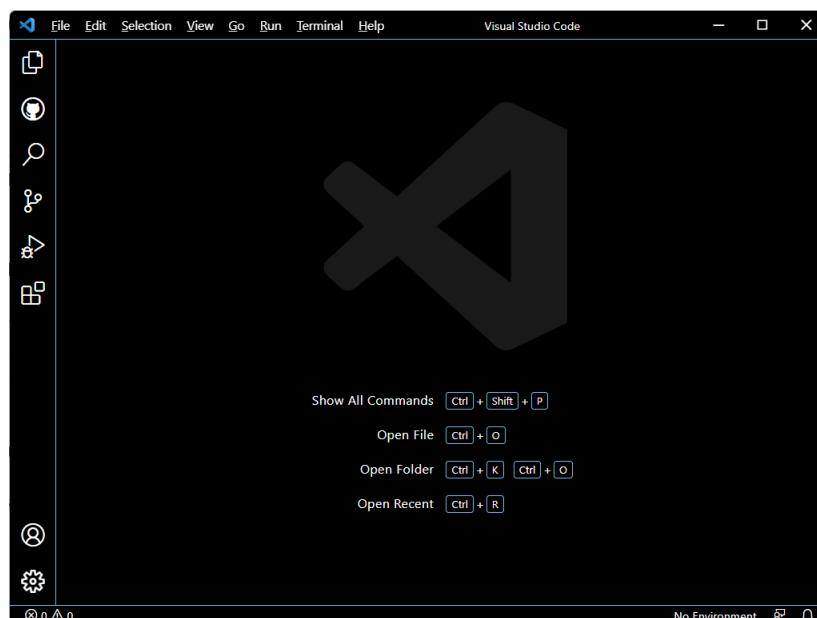 File Edit Selection View Go Run Terminal Help Visual Studio Code
Show All Commands Ctrl + Shift + P
Open File Ctrl + O
Open Folder Ctrl + K Ctrl + O
Open Recent Ctrl + R
0 0 No Environment